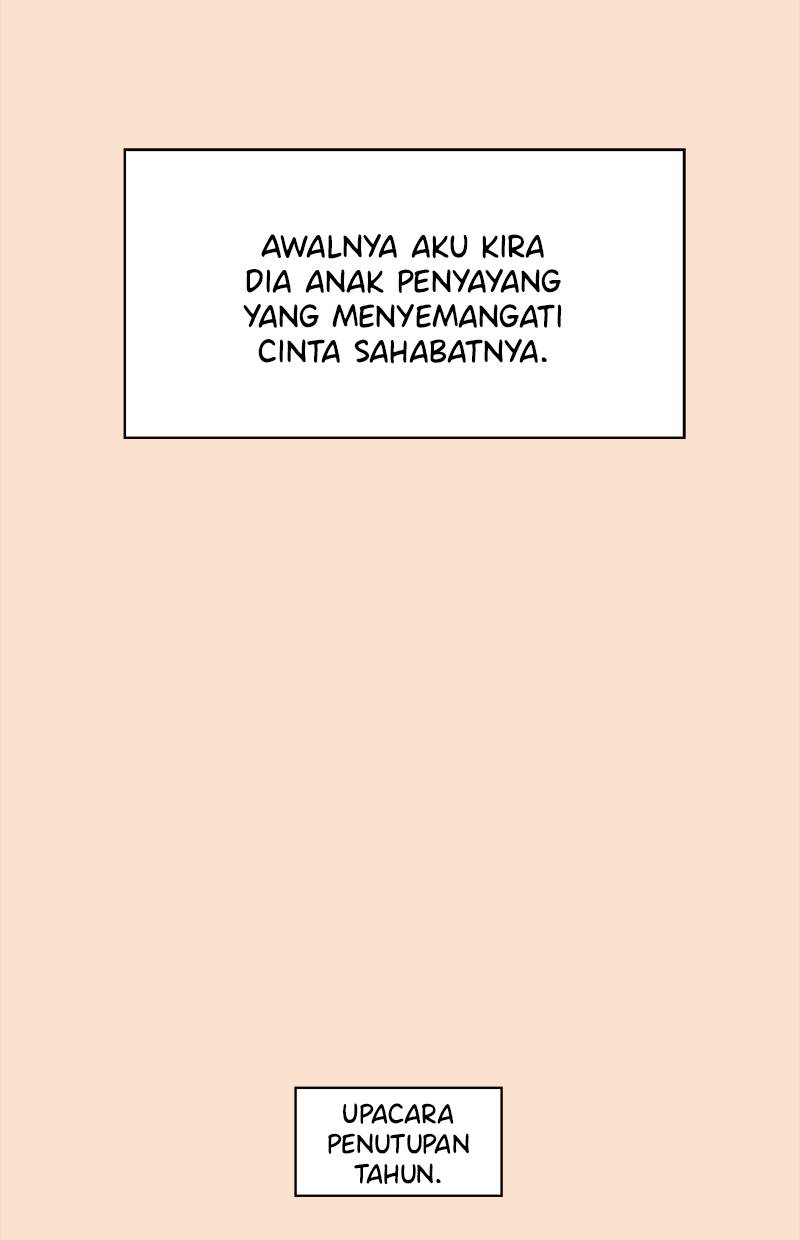 AWALNYA AKU KIRA
DIA ANAK PENYAYANG
YANG MENYEMANGATI
CINTA SAHABATNYA.
UPACARA
PENUTUPAN
TAHUN.